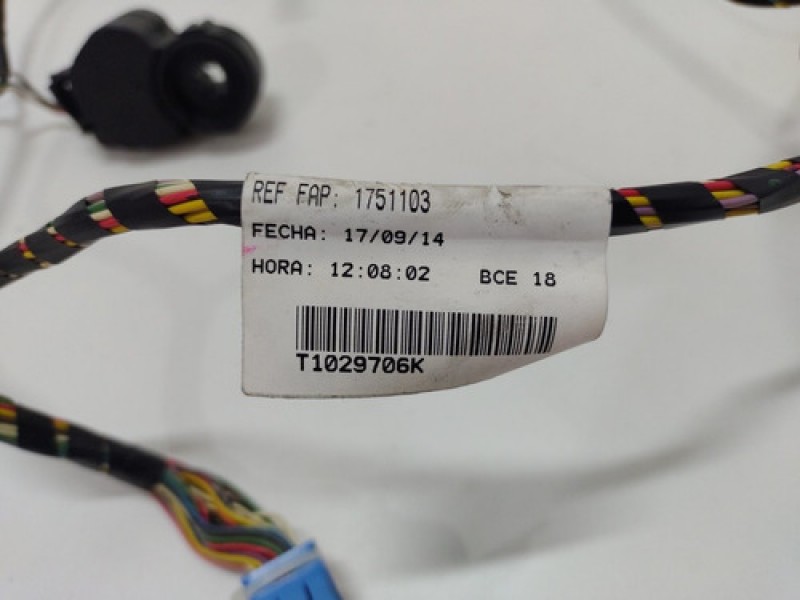 REF FAP: 1751103
FECHA: 17/09/14
HORA: 12:08:02 BCE 18
T1029706K